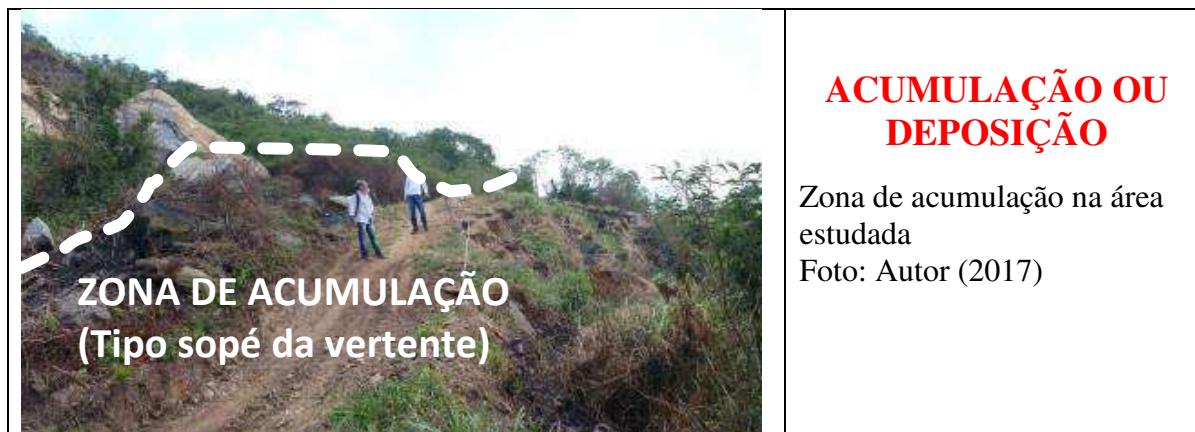 ZONA DE ACUMULAÇÃO
(Tipo sopé da vertente)
ACUMULAÇÃO OU
DEPOSIÇÃO
Zona de acumulação na área
estudada
Foto: Autor (2017)